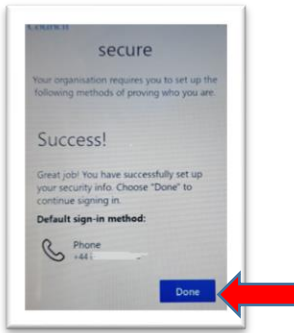 secure
Your organisation requires you to set up the
following methods of proving who you are.
Success!
Great job! You have successfully set up
your security info. Choose "Done" to
continue signing in.
Default sign-in method:
Phone
+44
Done